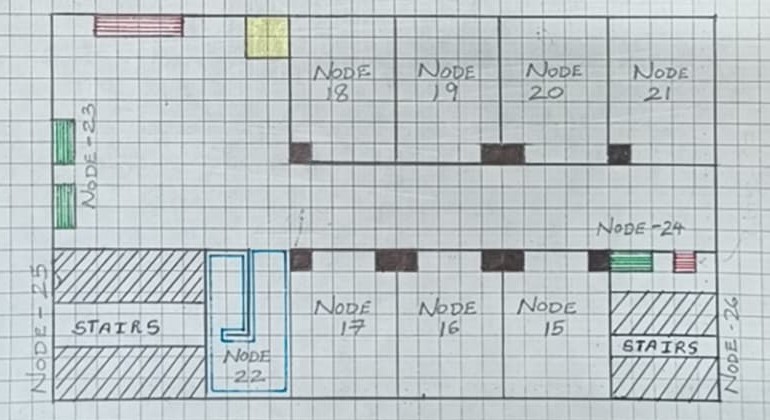 NODE
18
NODE
19
NODE
20
NODE
21
NODE-23
NODE-24
NODE-25
STAIRS
NODE
22
NODE
17
NODE
16
NODE
15
STAIRS
NODE-26